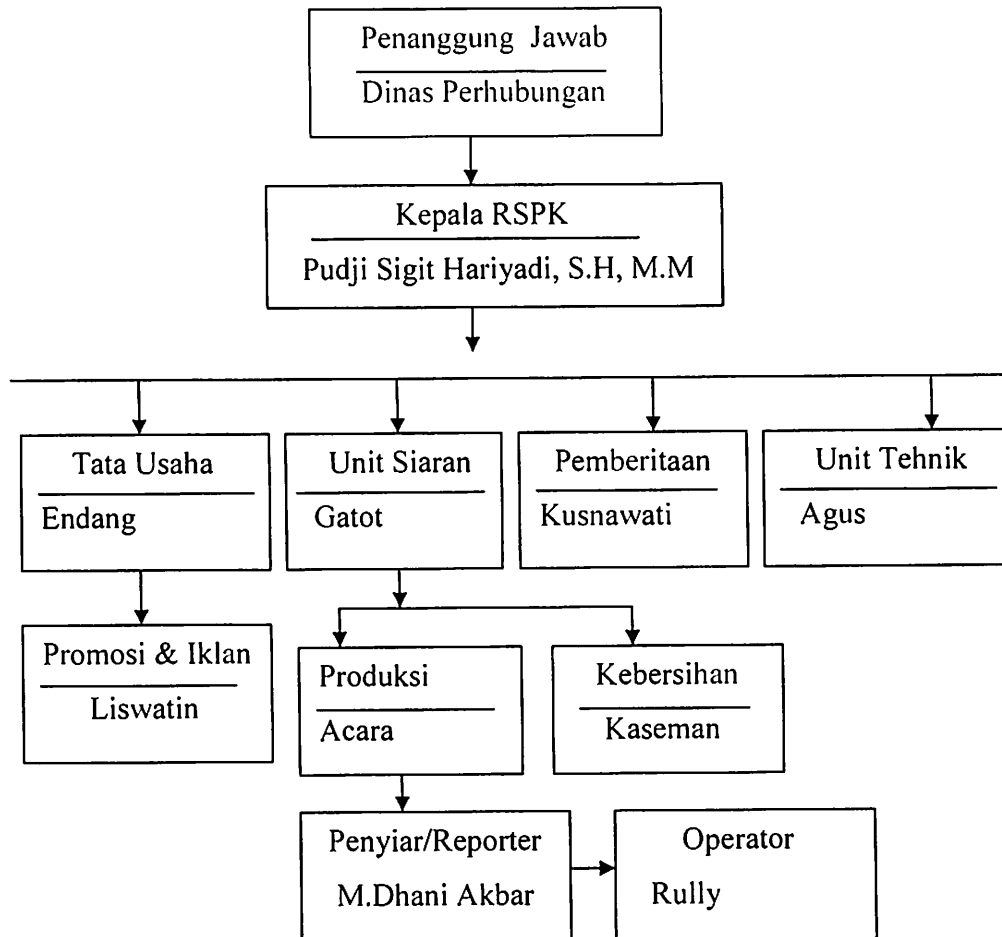 Penanggung Jawab
Dinas Perhubungan
Kepala RSPK
Pudji Sigit Hariyadi, S.H, M.M
Tata Usaha
Endang
Unit Siaran
Gatot
Pemberitaan
Kusnawati
Unit Tehnik
Agus
Promosi & Iklan
Liswatin
Produksi
Acara
Kebersihan
Kaseman
Penyiar/Reporter
M.Dhani Akbar
Operator
Rully